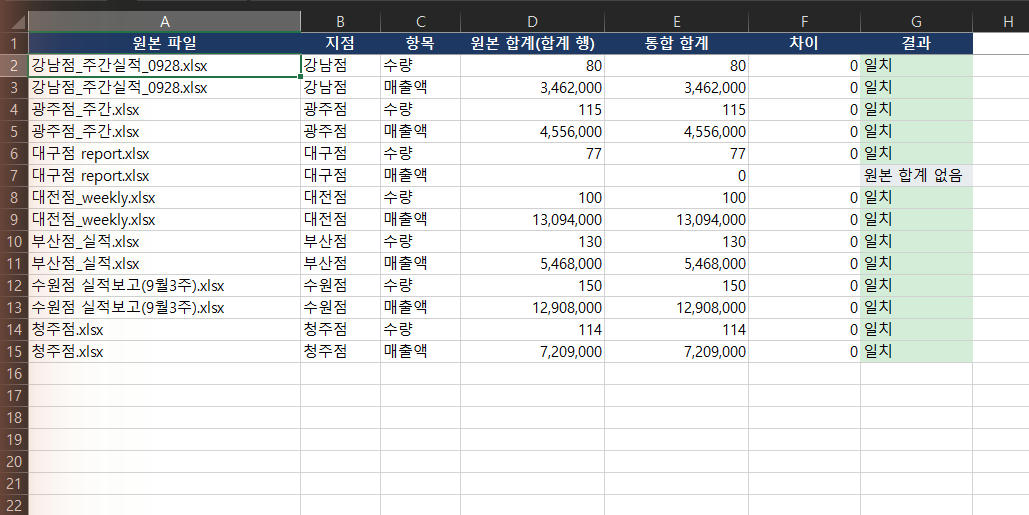 A B C D E F G H
1 원본 파일 지점 항목 원본 합계(합계 행) 통합 합계 차이 결과
2 강남점_주간실적_0928.xlsx 강남점 수량 80 80 0 일치
3 강남점_주간실적_0928.xlsx 강남점 매출액 3,462,000 3,462,000 0 일치
4 광주점_주간.xlsx 광주점 수량 115 115 0 일치
5 광주점_주간.xlsx 광주점 매출액 4,556,000 4,556,000 0 일치
6 대구점 report.xlsx 대구점 수량 77 77 0 일치
7 대구점 report.xlsx 대구점 매출액 0 원본 합계 없음
8 대전점_weekly.xlsx 대전점 수량 100 100 0 일치
9 대전점_weekly.xlsx 대전점 매출액 13,094,000 13,094,000 0 일치
10 부산점_실적.xlsx 부산점 수량 130 130 0 일치
11 부산점_실적.xlsx 부산점 매출액 5,468,000 5,468,000 0 일치
12 수원점 실적보고(9월3주).xlsx 수원점 수량 150 150 0 일치
13 수원점 실적보고(9월3주).xlsx 수원점 매출액 12,908,000 12,908,000 0 일치
14 청주점.xlsx 청주점 수량 114 114 0 일치
15 청주점.xlsx 청주점 매출액 7,209,000 7,209,000 0 일치
16
17
18
19
20
21
22